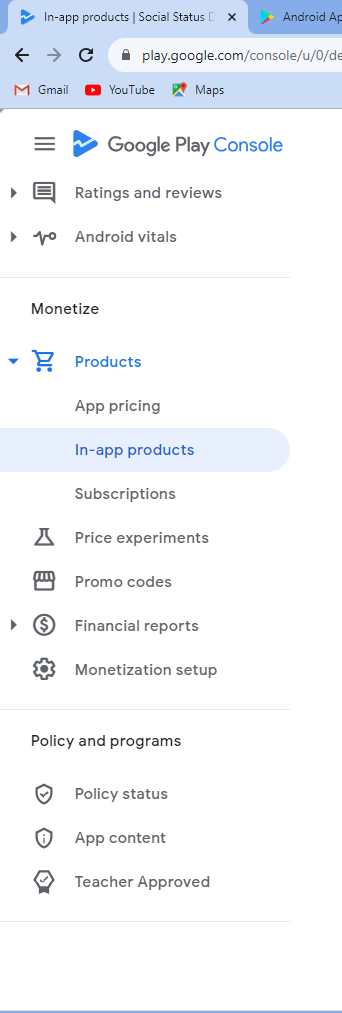 In-app products | Social Status D
Android Ap
play.google.com/console/u/0/de
Gmail
YouTube
Maps
Google Play Console
Ratings and reviews
Android vitals
Monetize
Products
App pricing
In-app products
Subscriptions
Price experiments
Promo codes
Financial reports
Monetization setup
Policy and programs
Policy status
App content
Teacher Approved